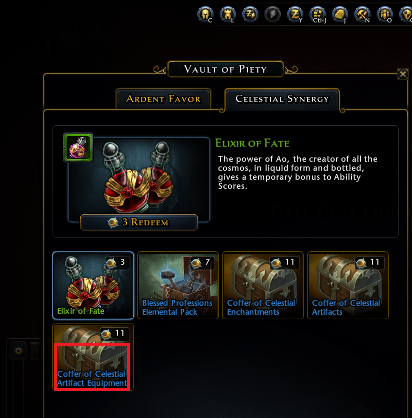 C
L
Z
Y
Ctrl-J
J
N
O
Vault of Piety
Ardent Favor
Celestial Synergy
Elixir of Fate
The power of Ao, the creator of all the
cosmos, in liquid form and bottled,
gives a temporary bonus to Ability
Scores.
3 Redeem
3
7
11
11
Elixir of Fate
Blessed Professions
Elemental Pack
Coffer of Celestial
Enchantments
Coffer of Celestial
Artifacts
11
Coffer of Celestial
Artifact Equipment